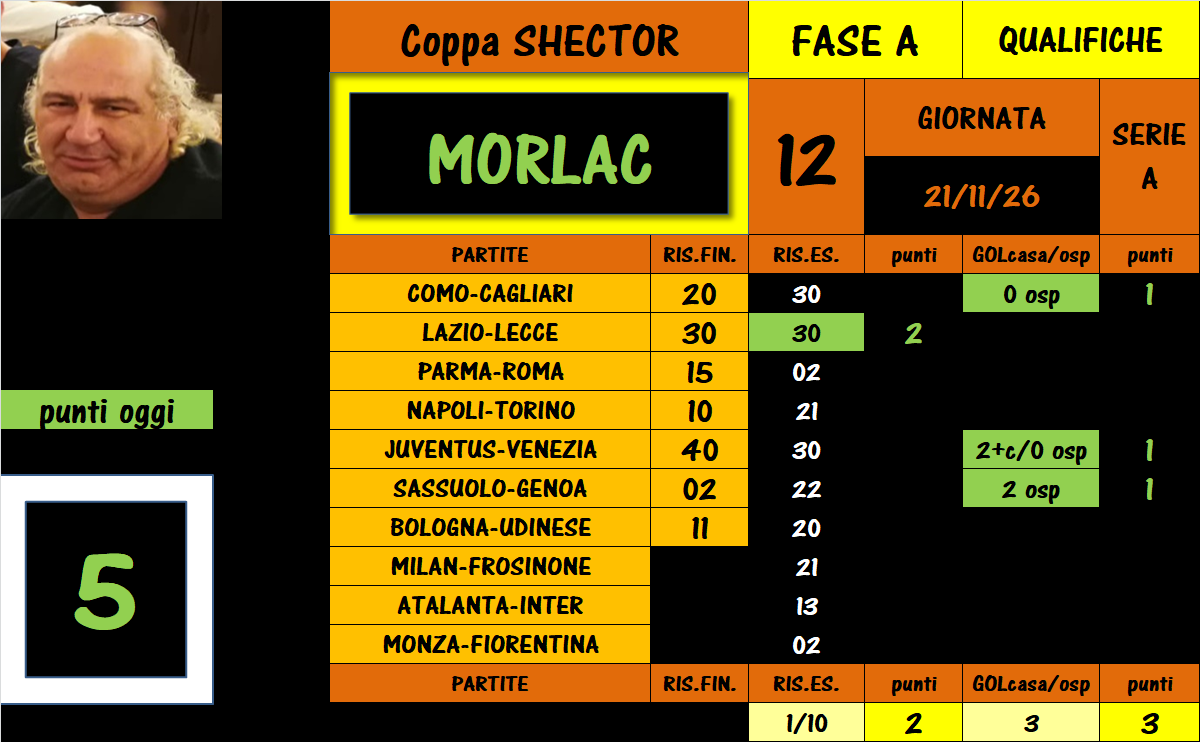 Coppa SHECTOR FASE A QUALIFICHE
MORLAC 12 GIORNATA SERIE A
21/11/26
PARTITE RIS.FIN. RIS.ES. punti GOLcasa/osp punti
COMO-CAGLIARI 20 30 0 osp 1
LAZIO-LECCE 30 30 2
PARMA-ROMA 15 02
punti oggi
NAPOLI-TORINO 10 21
JUVENTUS-VENEZIA 40 30 2+c/0 osp 1
SASSUOLO-GENOA 02 22 2 osp 1
BOLOGNA-UDINESE 11 20
5
MILAN-FROSINONE 21
ATALANTA-INTER 13
MONZA-FIORENTINA 02
PARTITE RIS.FIN. RIS.ES. punti GOLcasa/osp punti
1/10 2 3 3